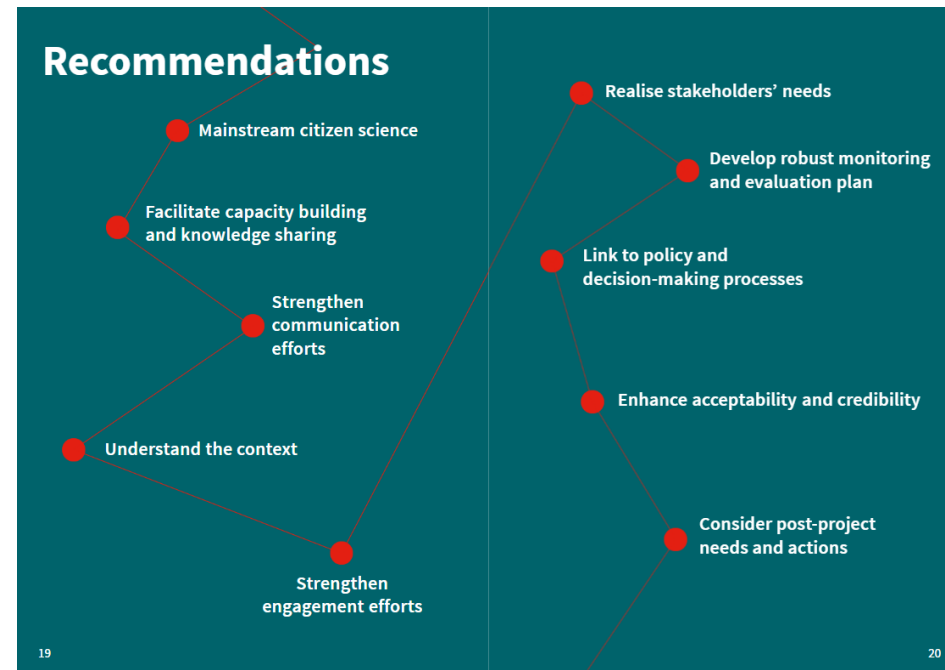 Recommendations
Mainstream citizen science
Facilitate capacity building
and knowledge sharing
Strengthen
communication
efforts
Understand the context
Strengthen
engagement efforts
19
Realise stakeholders’ needs
Develop robust monitoring
and evaluation plan
Link to policy and
decision-making processes
Enhance acceptability and credibility
Consider post-project
needs and actions
20